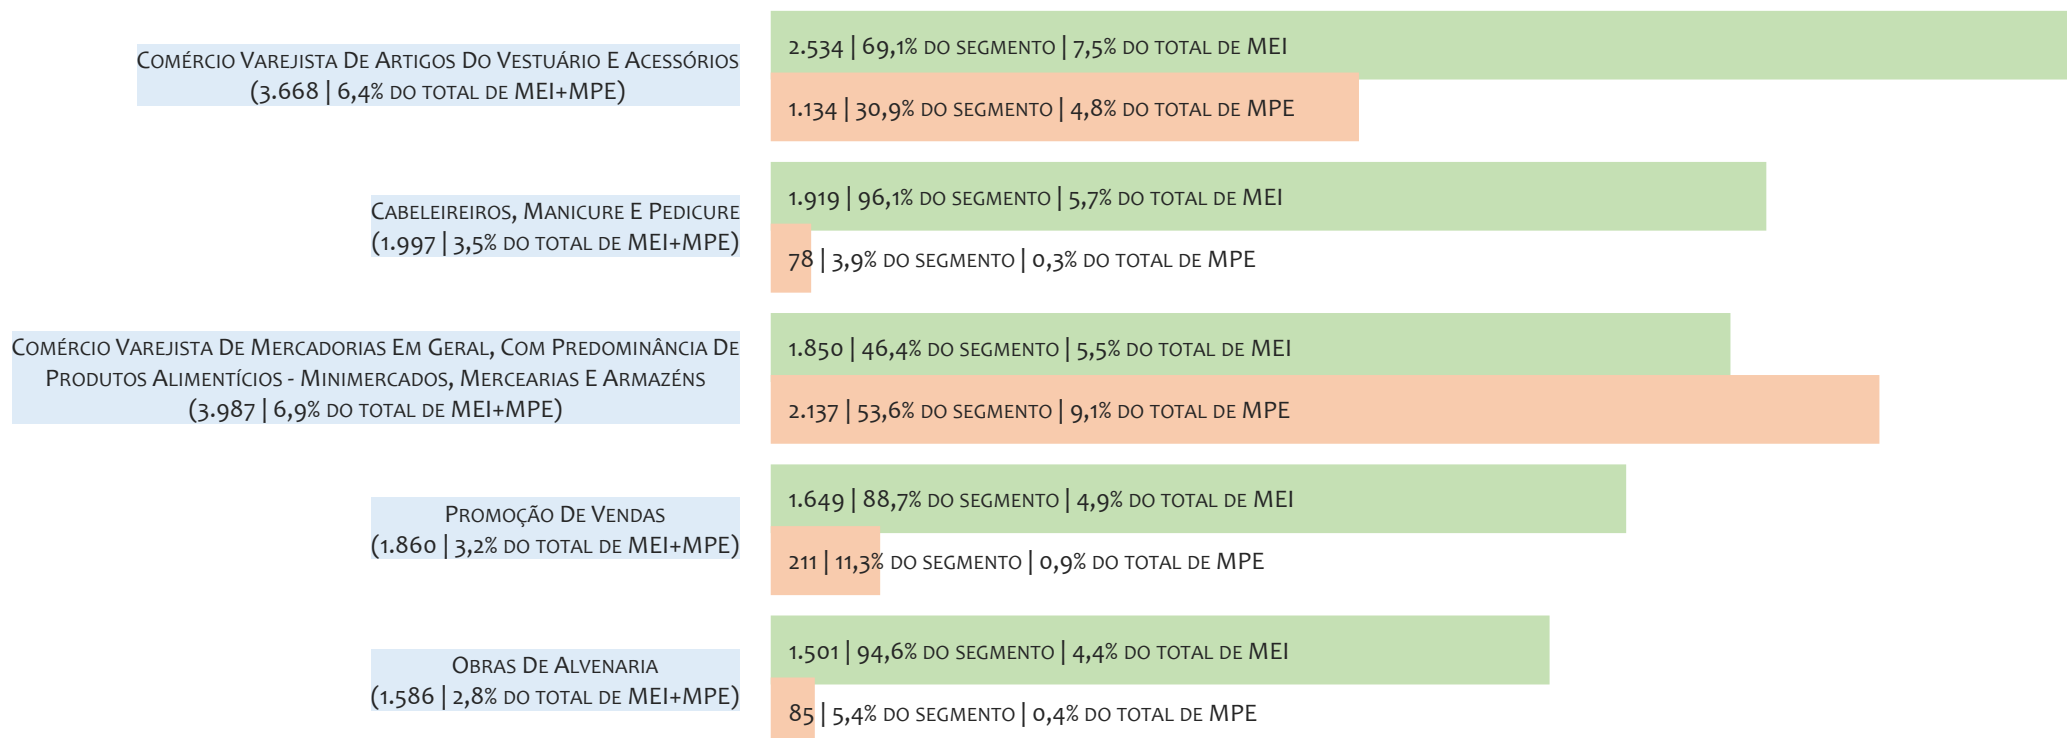 Comércio Varejista De Artigos Do Vestuário E Acessórios
(3.668 | 6,4% do total de MEI+MPE)
2.534 | 69,1% do segmento | 7,5% do total de MEI
1.134 | 30,9% do segmento | 4,8% do total de MPE
Cabeleireiros, Manicure E Pedicure
(1.997 | 3,5% do total de MEI+MPE)
1.919 | 96,1% do segmento | 5,7% do total de MEI
78 | 3,9% do segmento | 0,3% do total de MPE
Comércio Varejista De Mercadorias Em Geral, Com Predominância De
Produtos Alimentícios - Minimercados, Mercearias E Armazéns
(3.987 | 6,9% do total de MEI+MPE)
1.850 | 46,4% do segmento | 5,5% do total de MEI
2.137 | 53,6% do segmento | 9,1% do total de MPE
Promoção De Vendas
(1.860 | 3,2% do total de MEI+MPE)
1.649 | 88,7% do segmento | 4,9% do total de MEI
211 | 11,3% do segmento | 0,9% do total de MPE
Obras De Alvenaria
(1.586 | 2,8% do total de MEI+MPE)
1.501 | 94,6% do segmento | 4,4% do total de MEI
85 | 5,4% do segmento | 0,4% do total de MPE